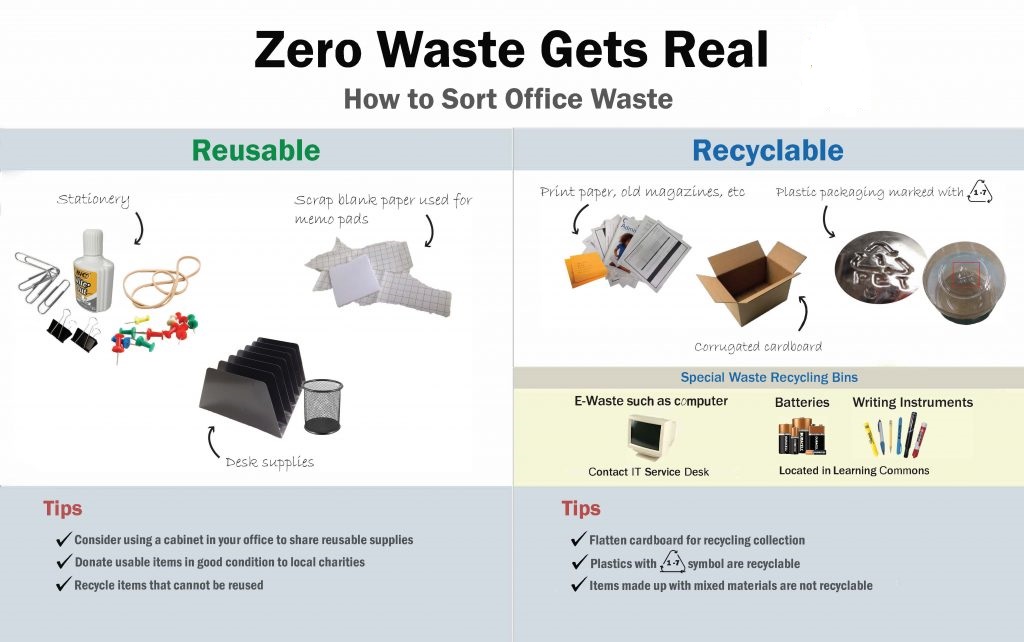 Zero Waste Gets Real
How to Sort Office Waste
Reusable
Stationery
Scrap blank paper used for
memo pads
Desk supplies
Tips
Consider using a cabinet in your office to share reusable supplies
Donate usable items in good condition to local charities
Recycle items that cannot be reused
Recyclable
Print paper, old magazines, etc
Plastic packaging marked with 1-7
Corrugated cardboard
Special Waste Recycling Bins
E-Waste such as computer
Contact IT Service Desk
Batteries
Writing Instruments
Located in Learning Commons
Tips
Flatten cardboard for recycling collection
Plastics with 1-7 symbol are recyclable
Items made up with mixed materials are not recyclable